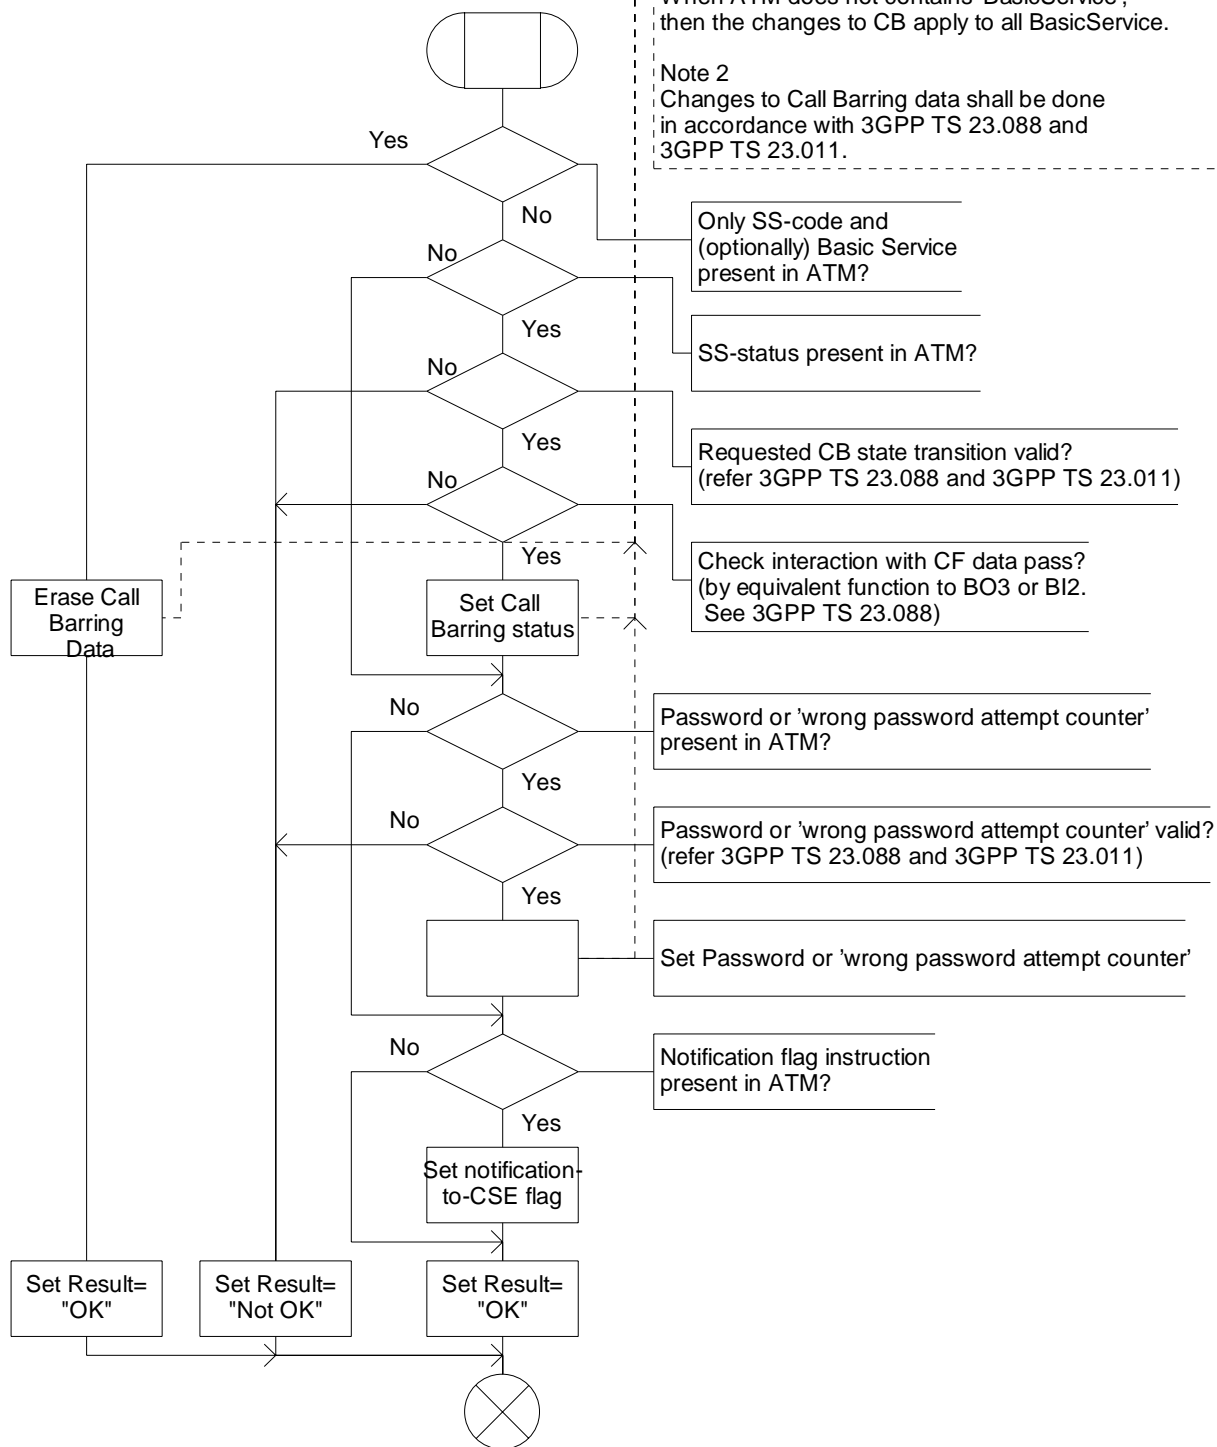 When ATM does not contains 'BasicService',
then the changes to CB apply to all BasicService.
Note 2
Changes to Call Barring data shall be done
in accordance with 3GPP TS 23.088 and
3GPP TS 23.011.
Yes
No
Only SS-code and
(optionally) Basic Service
present in ATM?
No
Yes
SS-status present in ATM?
No
Yes
Requested CB state transition valid?
(refer 3GPP TS 23.088 and 3GPP TS 23.011)
No
Yes
Check interaction with CF data pass?
(by equivalent function to BO3 or BI2.
See 3GPP TS 23.088)
Erase Call
Barring
Data
Set Call
Barring status
No
Password or 'wrong password attempt counter'
present in ATM?
Yes
No
Password or 'wrong password attempt counter' valid?
(refer 3GPP TS 23.088 and 3GPP TS 23.011)
Yes
Set Password or 'wrong password attempt counter'
No
Notification flag instruction
present in ATM?
Yes
Set notification-
to-CSE flag
Set Result=
"OK"
Set Result=
"Not OK"
Set Result=
"OK"